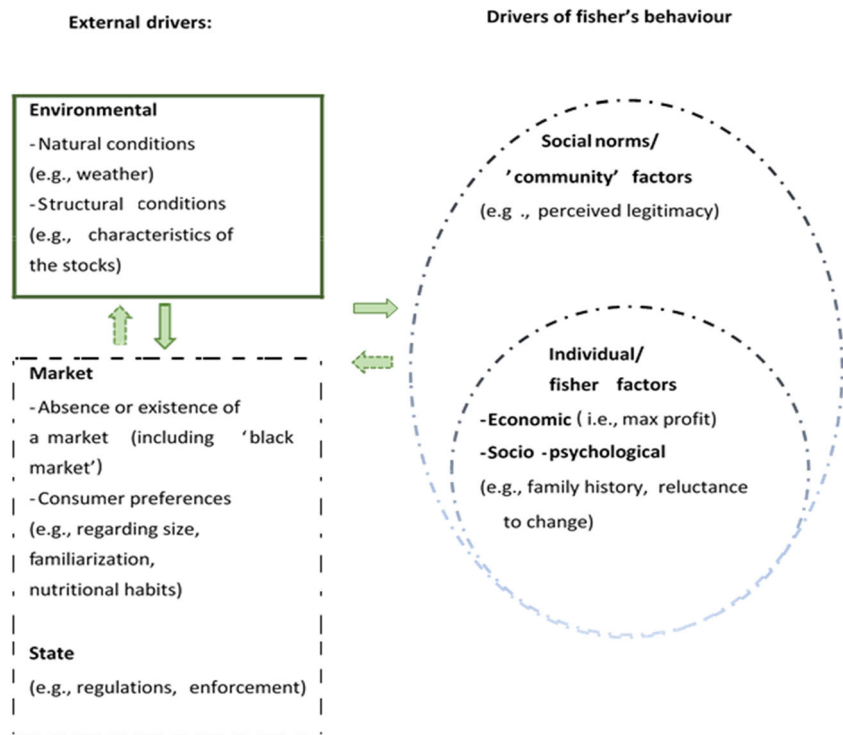 External drivers:
Drivers of fisher's behaviour
Environmental
-Natural conditions
(e.g., weather)
-Structural conditions
(e.g., characteristics of
the stocks)
Market
-Absence or existence of
a market (including 'black
market')
-Consumer preferences
(e.g., regarding size,
familiarization,
nutritional habits)
State
(e.g., regulations, enforcement)
Social norms/
'community' factors
(e.g ., perceived legitimacy)
Individual/
fisher factors
-Economic ( i.e., max profit)
-Socio -psychological
(e.g., family history, reluctance
to change)